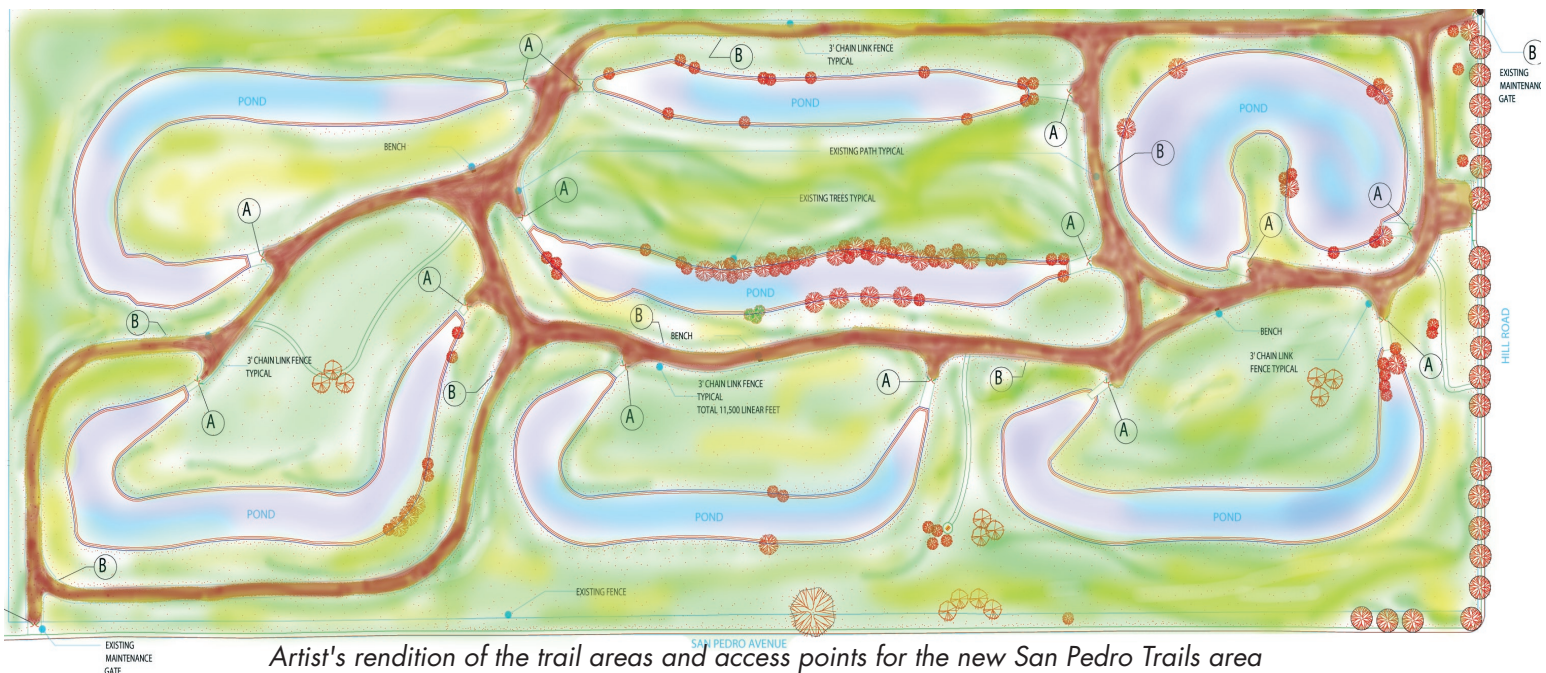 A
B
3' CHAIN LINK FENCE
TYPICAL
B
EXISTING
MAINTENANCE
GATE
POND
POND
POND
A
BENCH
EXISTING PATH TYPICAL
B
A
EXISTING TREES TYPICAL
A
A
A
A
A
POND
B
B
BENCH
BENCH
HILL ROAD
3' CHAIN LINK FENCE
TYPICAL
3' CHAIN LINK
FENCE TYPICAL
A
B
3' CHAIN LINK FENCE
TYPICAL
TOTAL 11,500 LINEAR FEET
A
B
A
A
A
POND
POND
POND
B
EXISTING FENCE
EXISTING
MAINTENANCE
GATE
SAN PEDRO AVENUE
Artist's rendition of the trail areas and access points for the new San Pedro Trails area